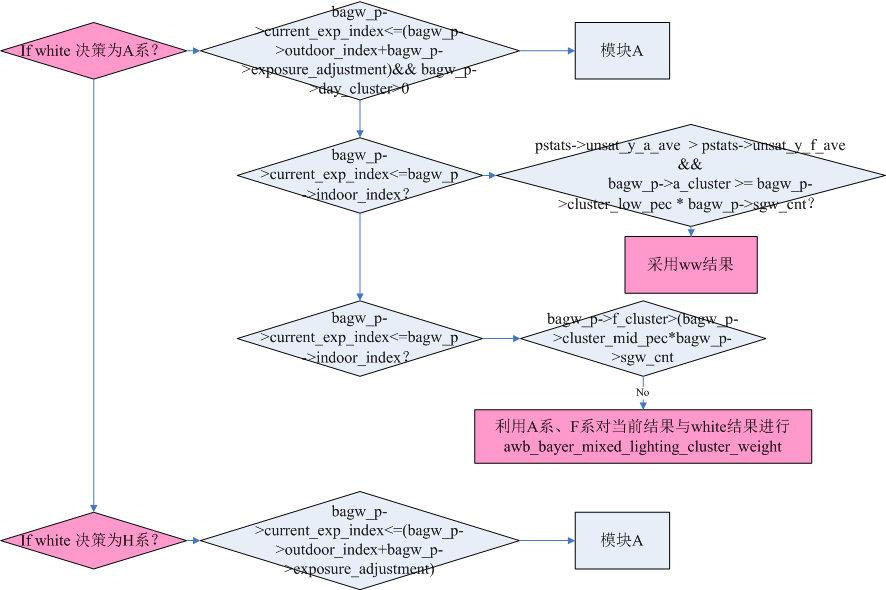 If white 决策为A系？
bagw_p-
>current_exp_index<=(bagw_p-
>outdoor_index+bagw_p-
>exposure_adjustment)&& bagw_p-
>day_cluster>0
模块A
bagw_p-
>current_exp_index<=bagw_p
->indoor_index？
pstats->unsat_y_a_ave > pstats->unsat_y_f_ave
&&
bagw_p->a_cluster >= bagw_p-
>cluster_low_pec * bagw_p->sgw_cnt？
采用ww结果
bagw_p-
>current_exp_index<=bagw_p
->indoor_index？
bagw_p->f_cluster>(bagw_p-
>cluster_mid_pec*bagw_p-
>sgw_cnt
No
利用A系、F系对当前结果与white结果进行
awb_bayer_mixed_lighting_cluster_weight
If white 决策为H系？
bagw_p-
>current_exp_index<=(bagw_p-
>outdoor_index+bagw_p-
>exposure_adjustment)
模块A